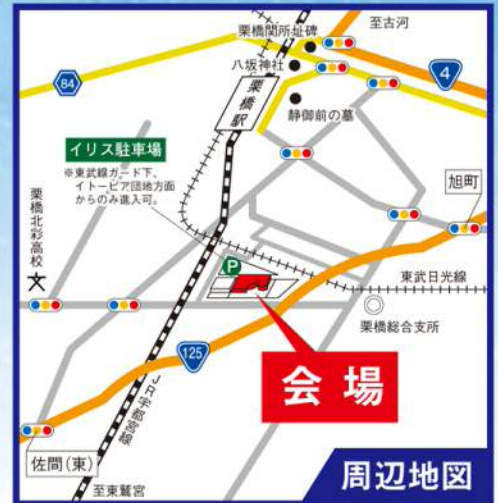 至古河
栗橋関所址碑
八坂神社
4
84
栗橋駅
静御前の墓
イリス駐車場
※東武線ガード下、
イトーピア団地方面
からのみ進入可。
旭町
栗橋北彩高校
文
P
東武日光線
栗橋総合支所
125
会場
JR宇都宮線
佐間(東)
至東鷲宮
周辺地図